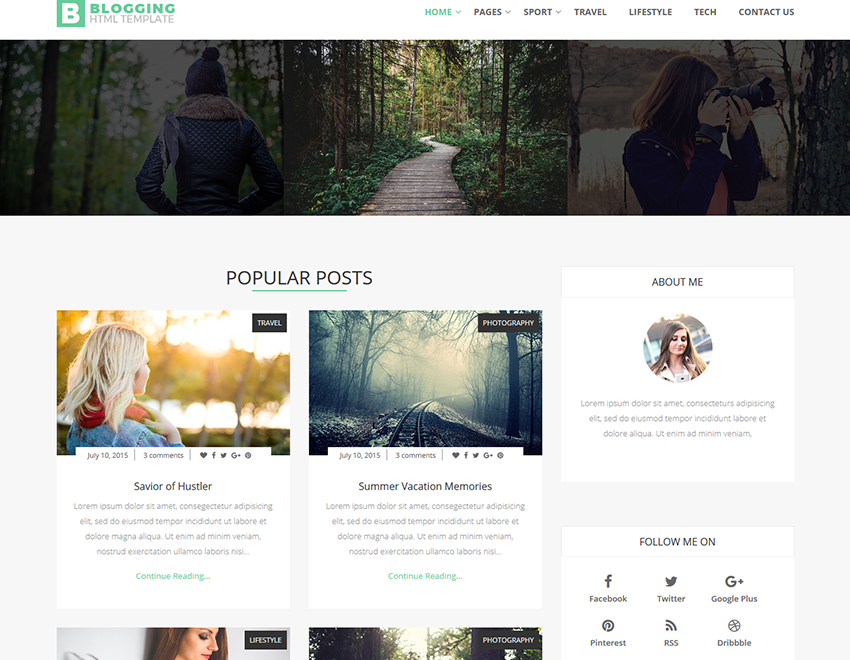 B BLOGGING
HTML TEMPLATE
HOME PAGES SPORT TRAVEL LIFESTYLE TECH CONTACT US
POPULAR POSTS
TRAVEL
July 10, 2015 3 comments
Savior of Hustler
Lorem ipsum dolor sit amet, consectetur adipisicing
elit, sed do eiusmod tempor incididunt ut labore et
dolore magna aliqua. Ut enim ad minim veniam,
nostrud exercitation ullamco laboris nisi...
Continue Reading...
PHOTOGRAPHY
July 10, 2015 3 comments
Summer Vacation Memories
Lorem ipsum dolor sit amet, consectetur adipisicing
elit, sed do eiusmod tempor incididunt ut labore et
dolore magna aliqua. Ut enim ad minim veniam,
nostrud exercitation ullamco laboris nisi...
Continue Reading...
LIFESTYLE
PHOTOGRAPHY
ABOUT ME
Lorem ipsum dolor sit amet, consecteturs adipisicing
elit, sed do eiusmod tempor incididunt ut labore et
dolore aliqua. Ut enim ad minim veniam,
FOLLOW ME ON
Facebook Twitter Google Plus
Pinterest RSS Dribbble